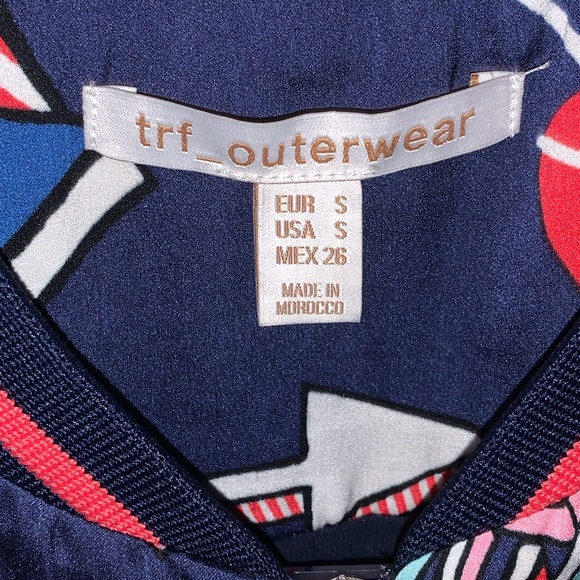 trf_outerwear
EUR S
USA S
MEX 26
MADE IN
MOROCCO